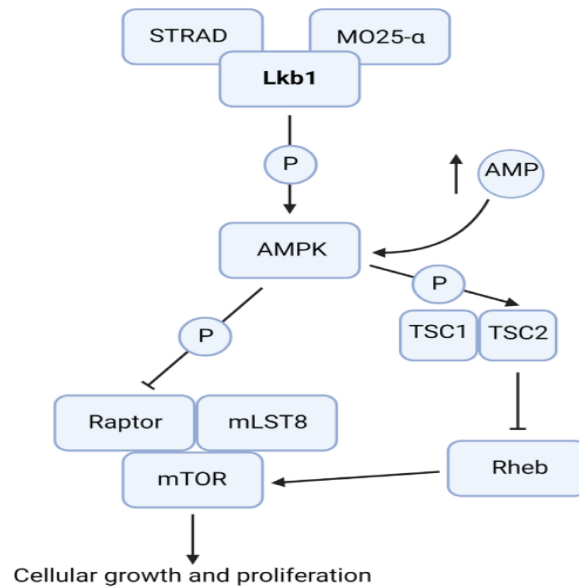 STRAD
MO25-α
Lkb1
P
AMP
AMPK
P
P
TSC1
TSC2
Raptor
mLST8
Rheb
mTOR
Cellular growth and proliferation